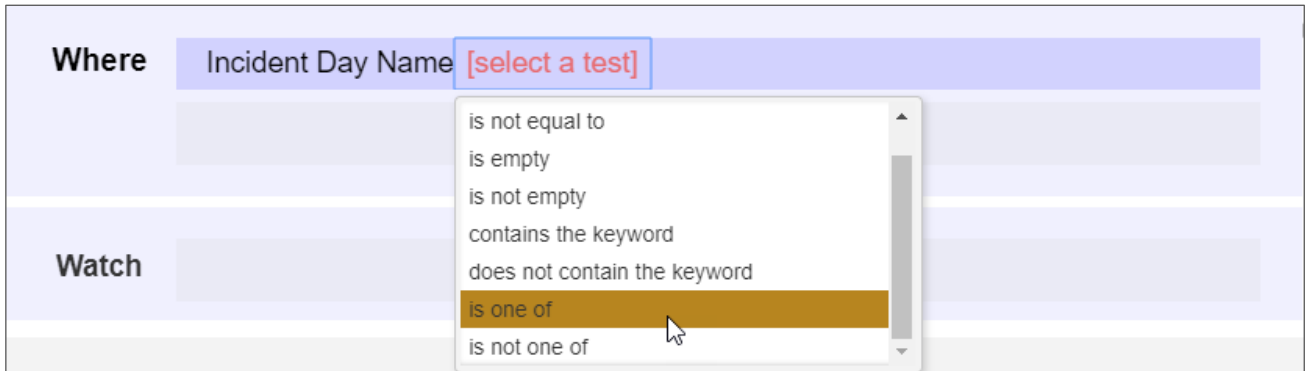 Where Incident Day Name [select a test]
is not equal to
is empty
is not empty
contains the keyword
does not contain the keyword
Watch
is one of
is not one of